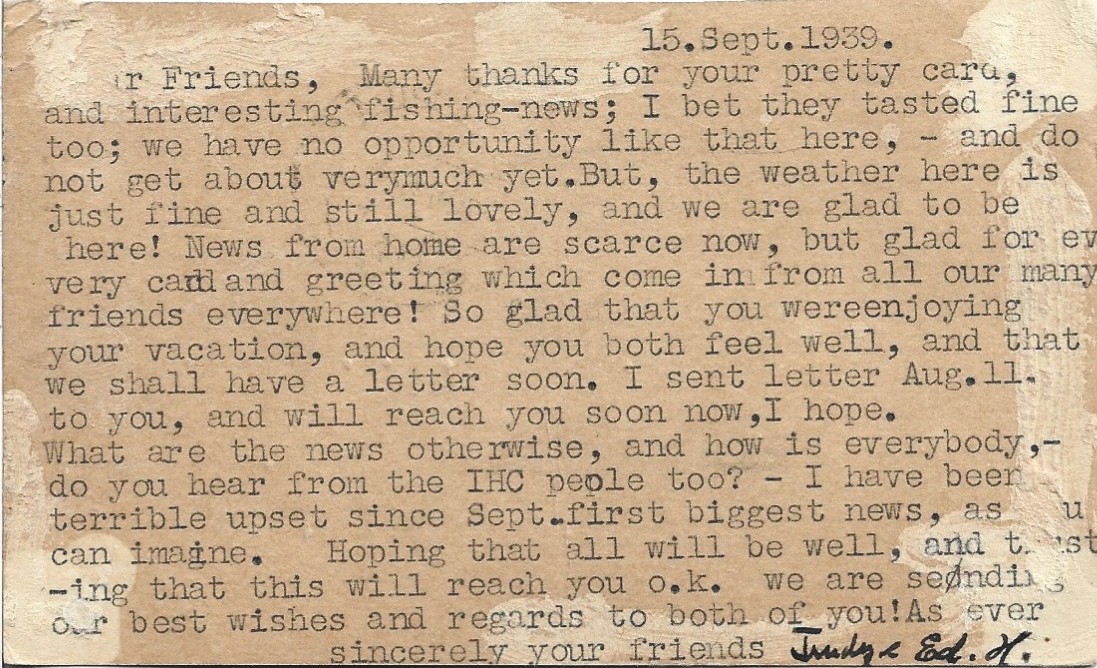 15.Sept.1939.
r Friends, Many thanks for your pretty card,
and interesting fishing-news; I bet they tasted fine
too; we have no opportunity like that here, - and do
not get about verymuch yet.But, the weather here is
just fine and still lovely, and we are glad to be
here! News from home are scarce now, but glad for ev
very cardand greeting which come in from all our many
friends everywhere! So glad that you wereenjoying
your vacation, and hope you both feel well, and that
we shall have a letter soon. I sent letter Aug.11.
to you, and will reach you soon now,I hope.
What are the news otherwise, and how is everybody,-
do you hear from the IHC people too? - I have been
terrible upset since Sept.first biggest news, as u
can imagne. Hoping that all will be well, and t st
-ing that this will reach you o.k. we are sending
our best wishes and regards to both of you!As ever
sincerely your friends Ed. H.